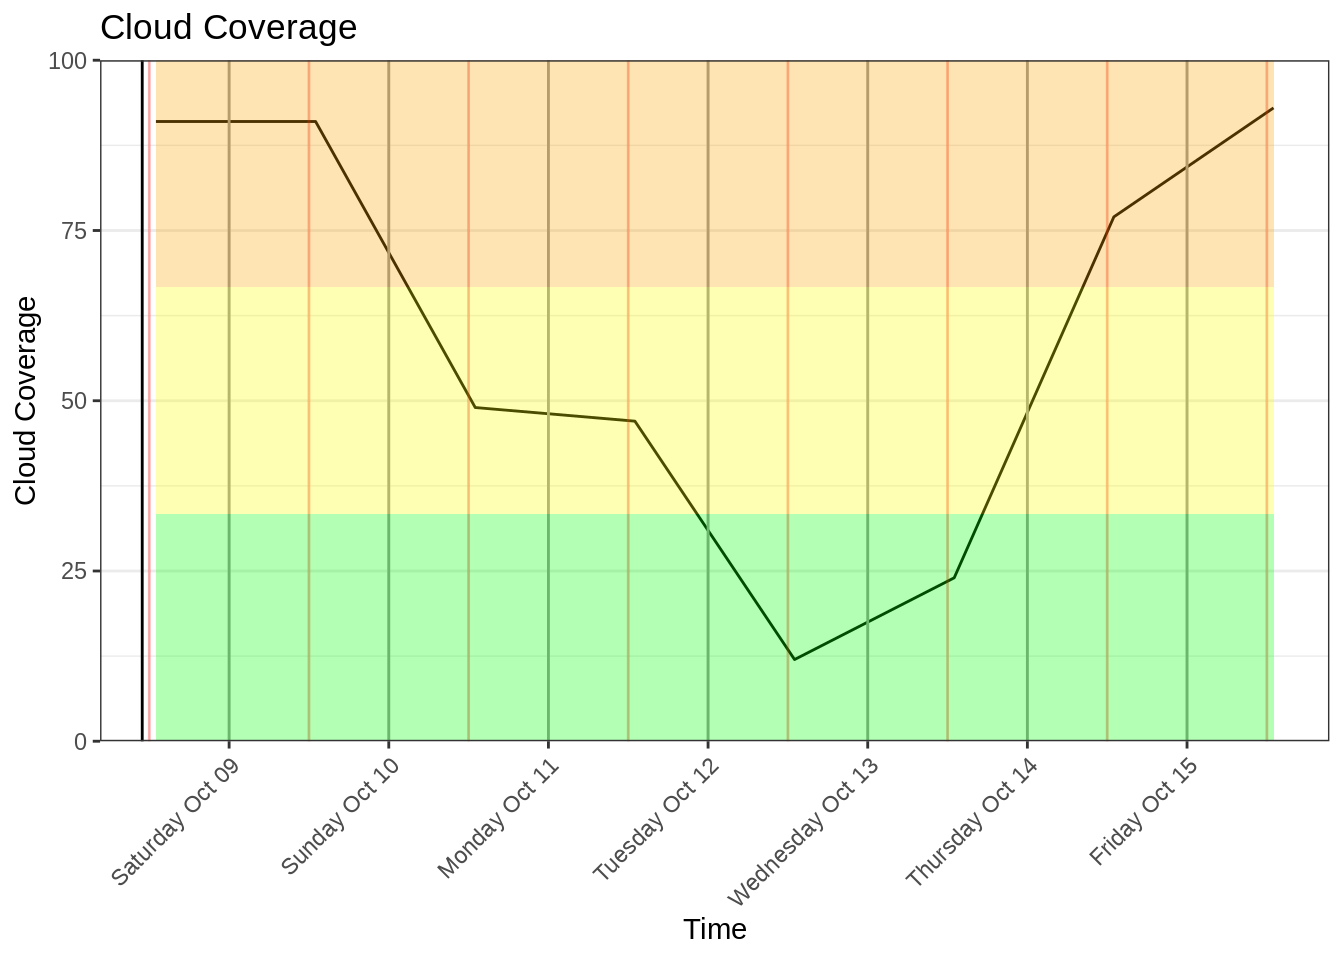 Cloud Coverage
Cloud Coverage
100
75
50
25
0
Saturday Oct 09
Sunday Oct 10
Monday Oct 11
Tuesday Oct 12
Wednesday Oct 13
Thursday Oct 14
Friday Oct 15
Time